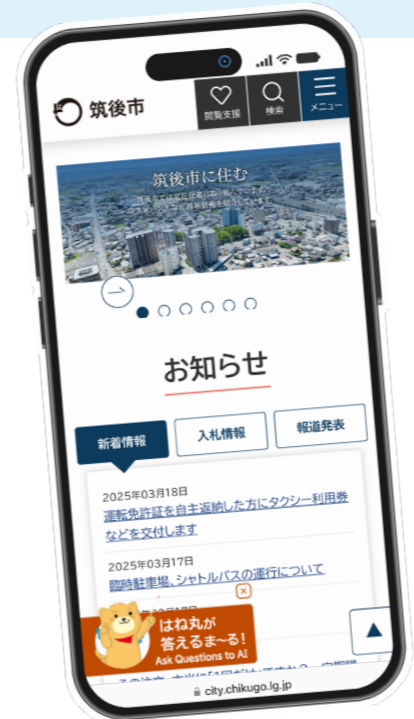 筑後市
閲覧支援
検索
メニュー
筑後市に住む
お知らせ
新着情報
入札情報
報道発表
2025年03月18日
運転免許証を自主返納した方にタクシー利用券
などを交付します
2025年03月17日
臨時駐車場、シャトルバスの運行について
はね丸が
答えるま～る!
Ask Questions to AI
city.chikugo.lg.jp